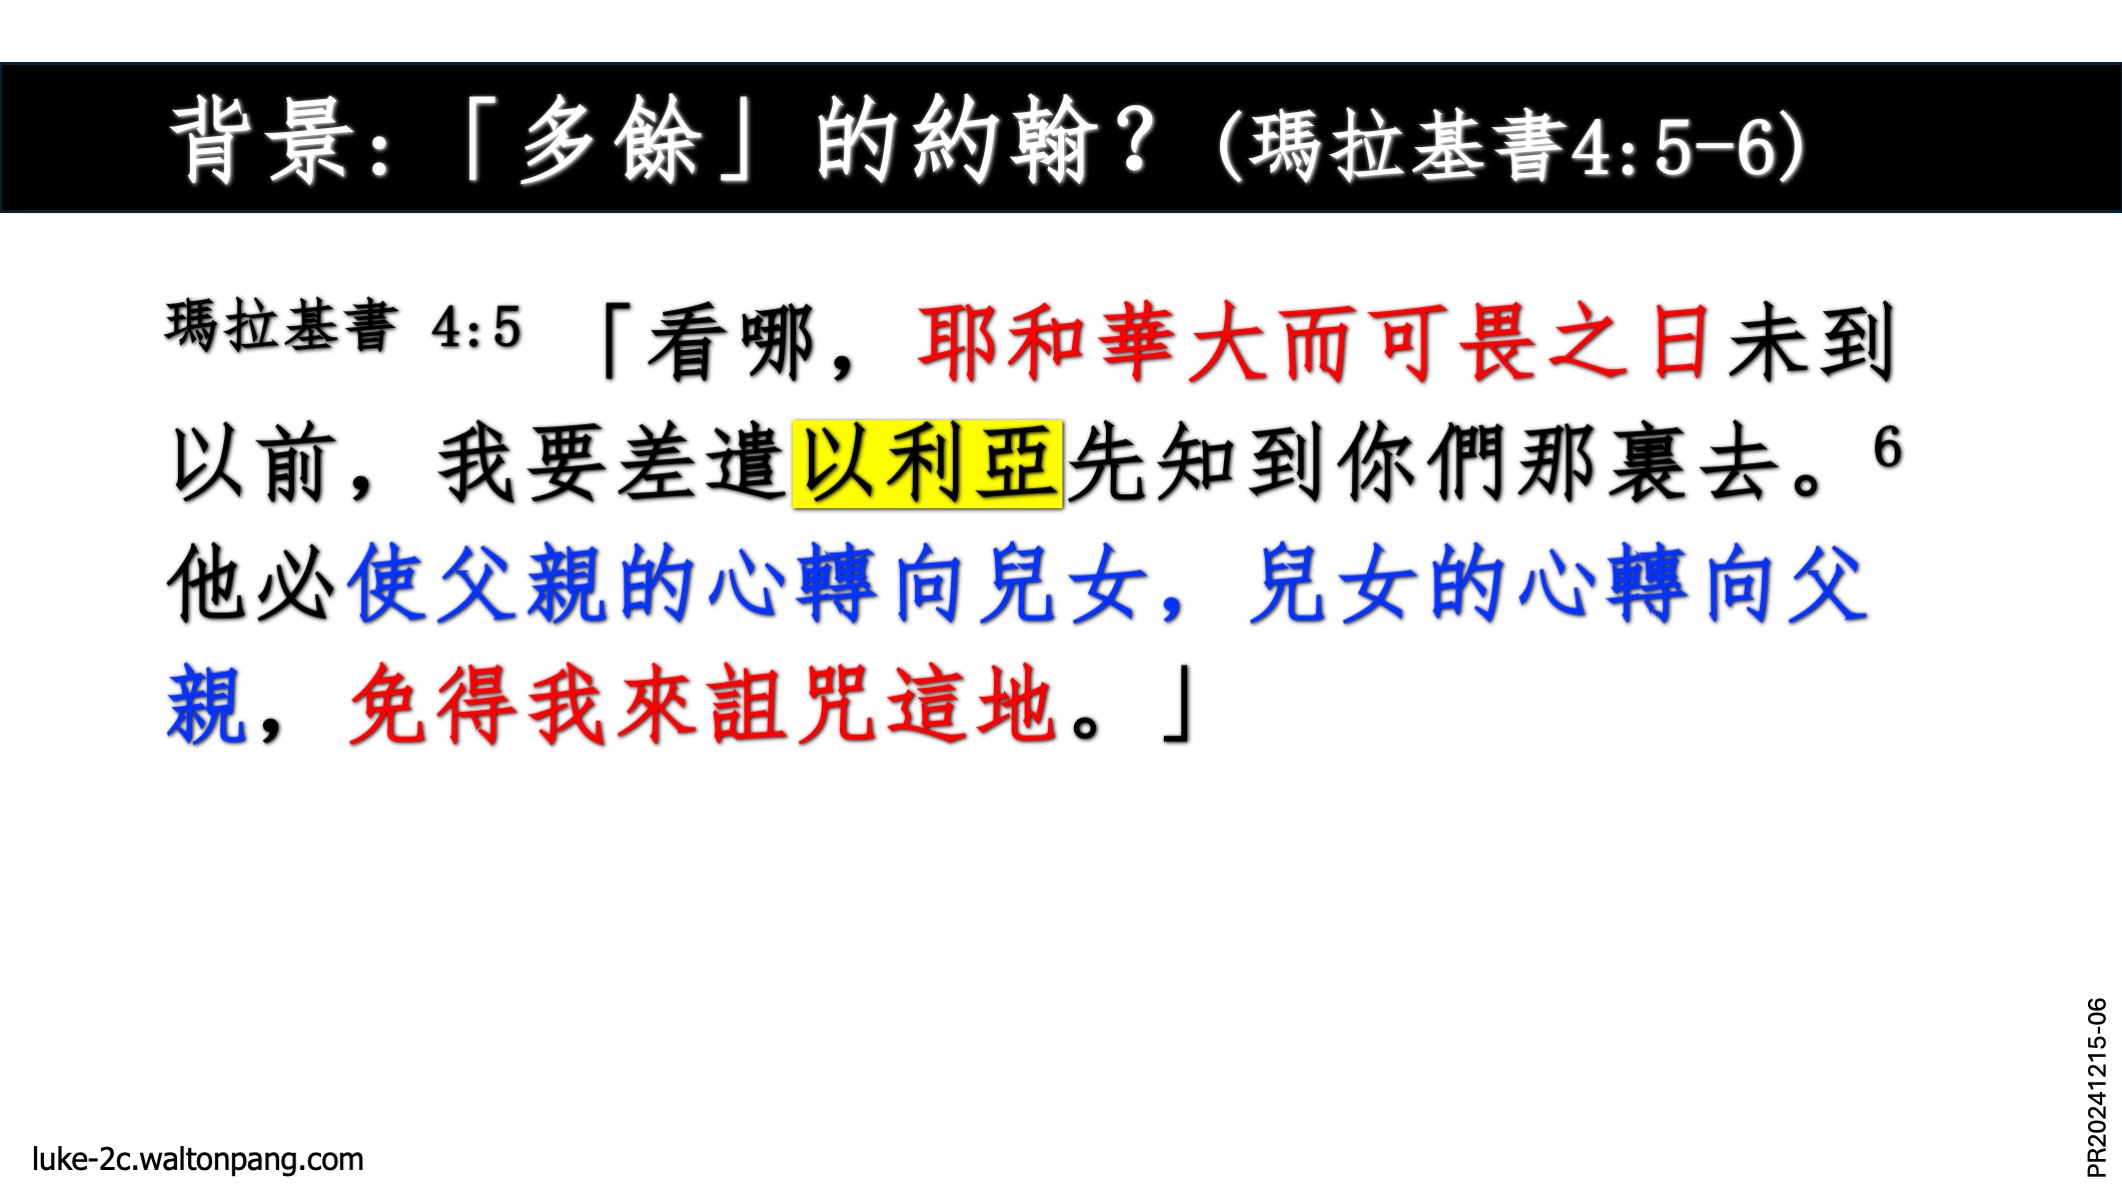 背景:「多餘」的約翰？(瑪拉基書4:5-6)
瑪拉基書 4:5 「看哪，耶和華大而可畏之日未到
以前，我要差遣以利亞先知到你們那裏去。6
他必使父親的心轉向兒女，兒女的心轉向父
親，免得我來詛咒這地。」
PR20241215-06
luke-2c.waltonpang.com